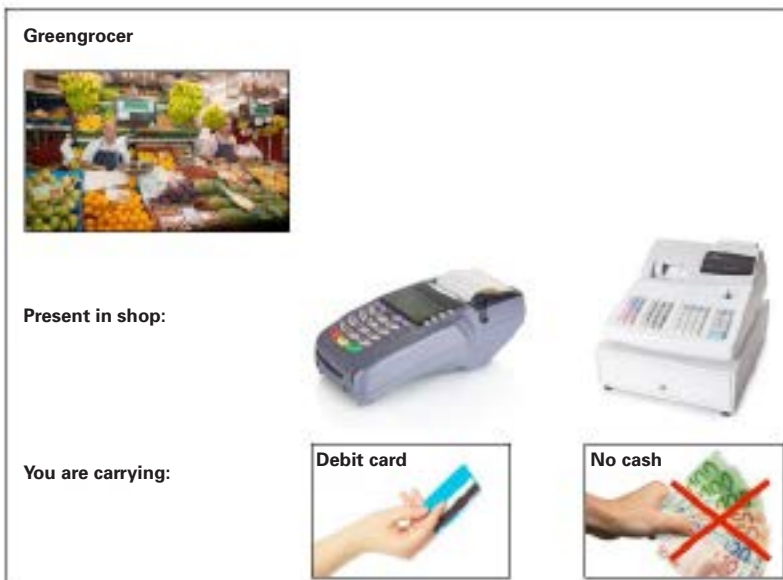 Greengrocer
Present in shop:
You are carrying:
Debit card
No cash